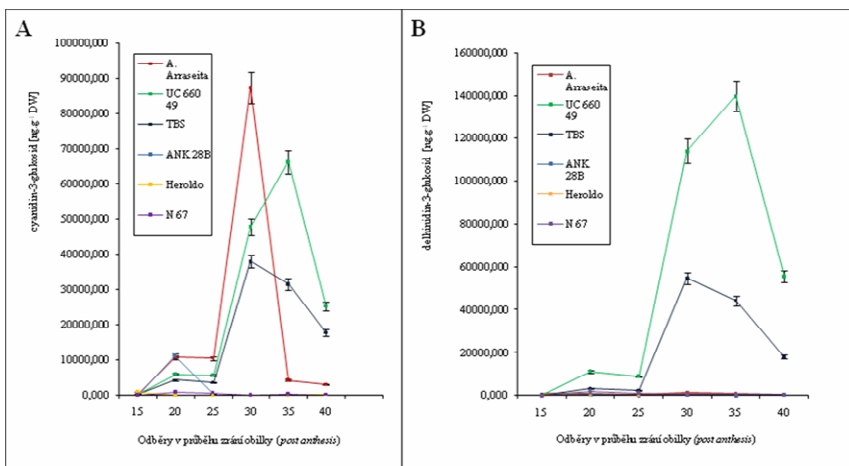 A
cyanidin-3-glukosid [ng.g⁻¹ DW]
100000,000
90000,000
80000,000
70000,000
60000,000
50000,000
40000,000
30000,000
20000,000
10000,000
0,000
A.
Arraseita
UC 660
49
TBS
ANK 28B
Heroldo
N 67
15 20 25 30 35 40
Odběry v průběhu zrání obilky (post anthesis)
B
delhinidin-3-glukosid [ng.g⁻¹ DW]
160000,000
140000,000
120000,000
100000,000
80000,000
60000,000
40000,000
20000,000
0,000
A.
Arraseita
UC 660
49
TBS
ANK
28B
Heroldo
N 67
15 20 25 30 35 40
Odběry v průběhu zrání obilky (post anthesis)